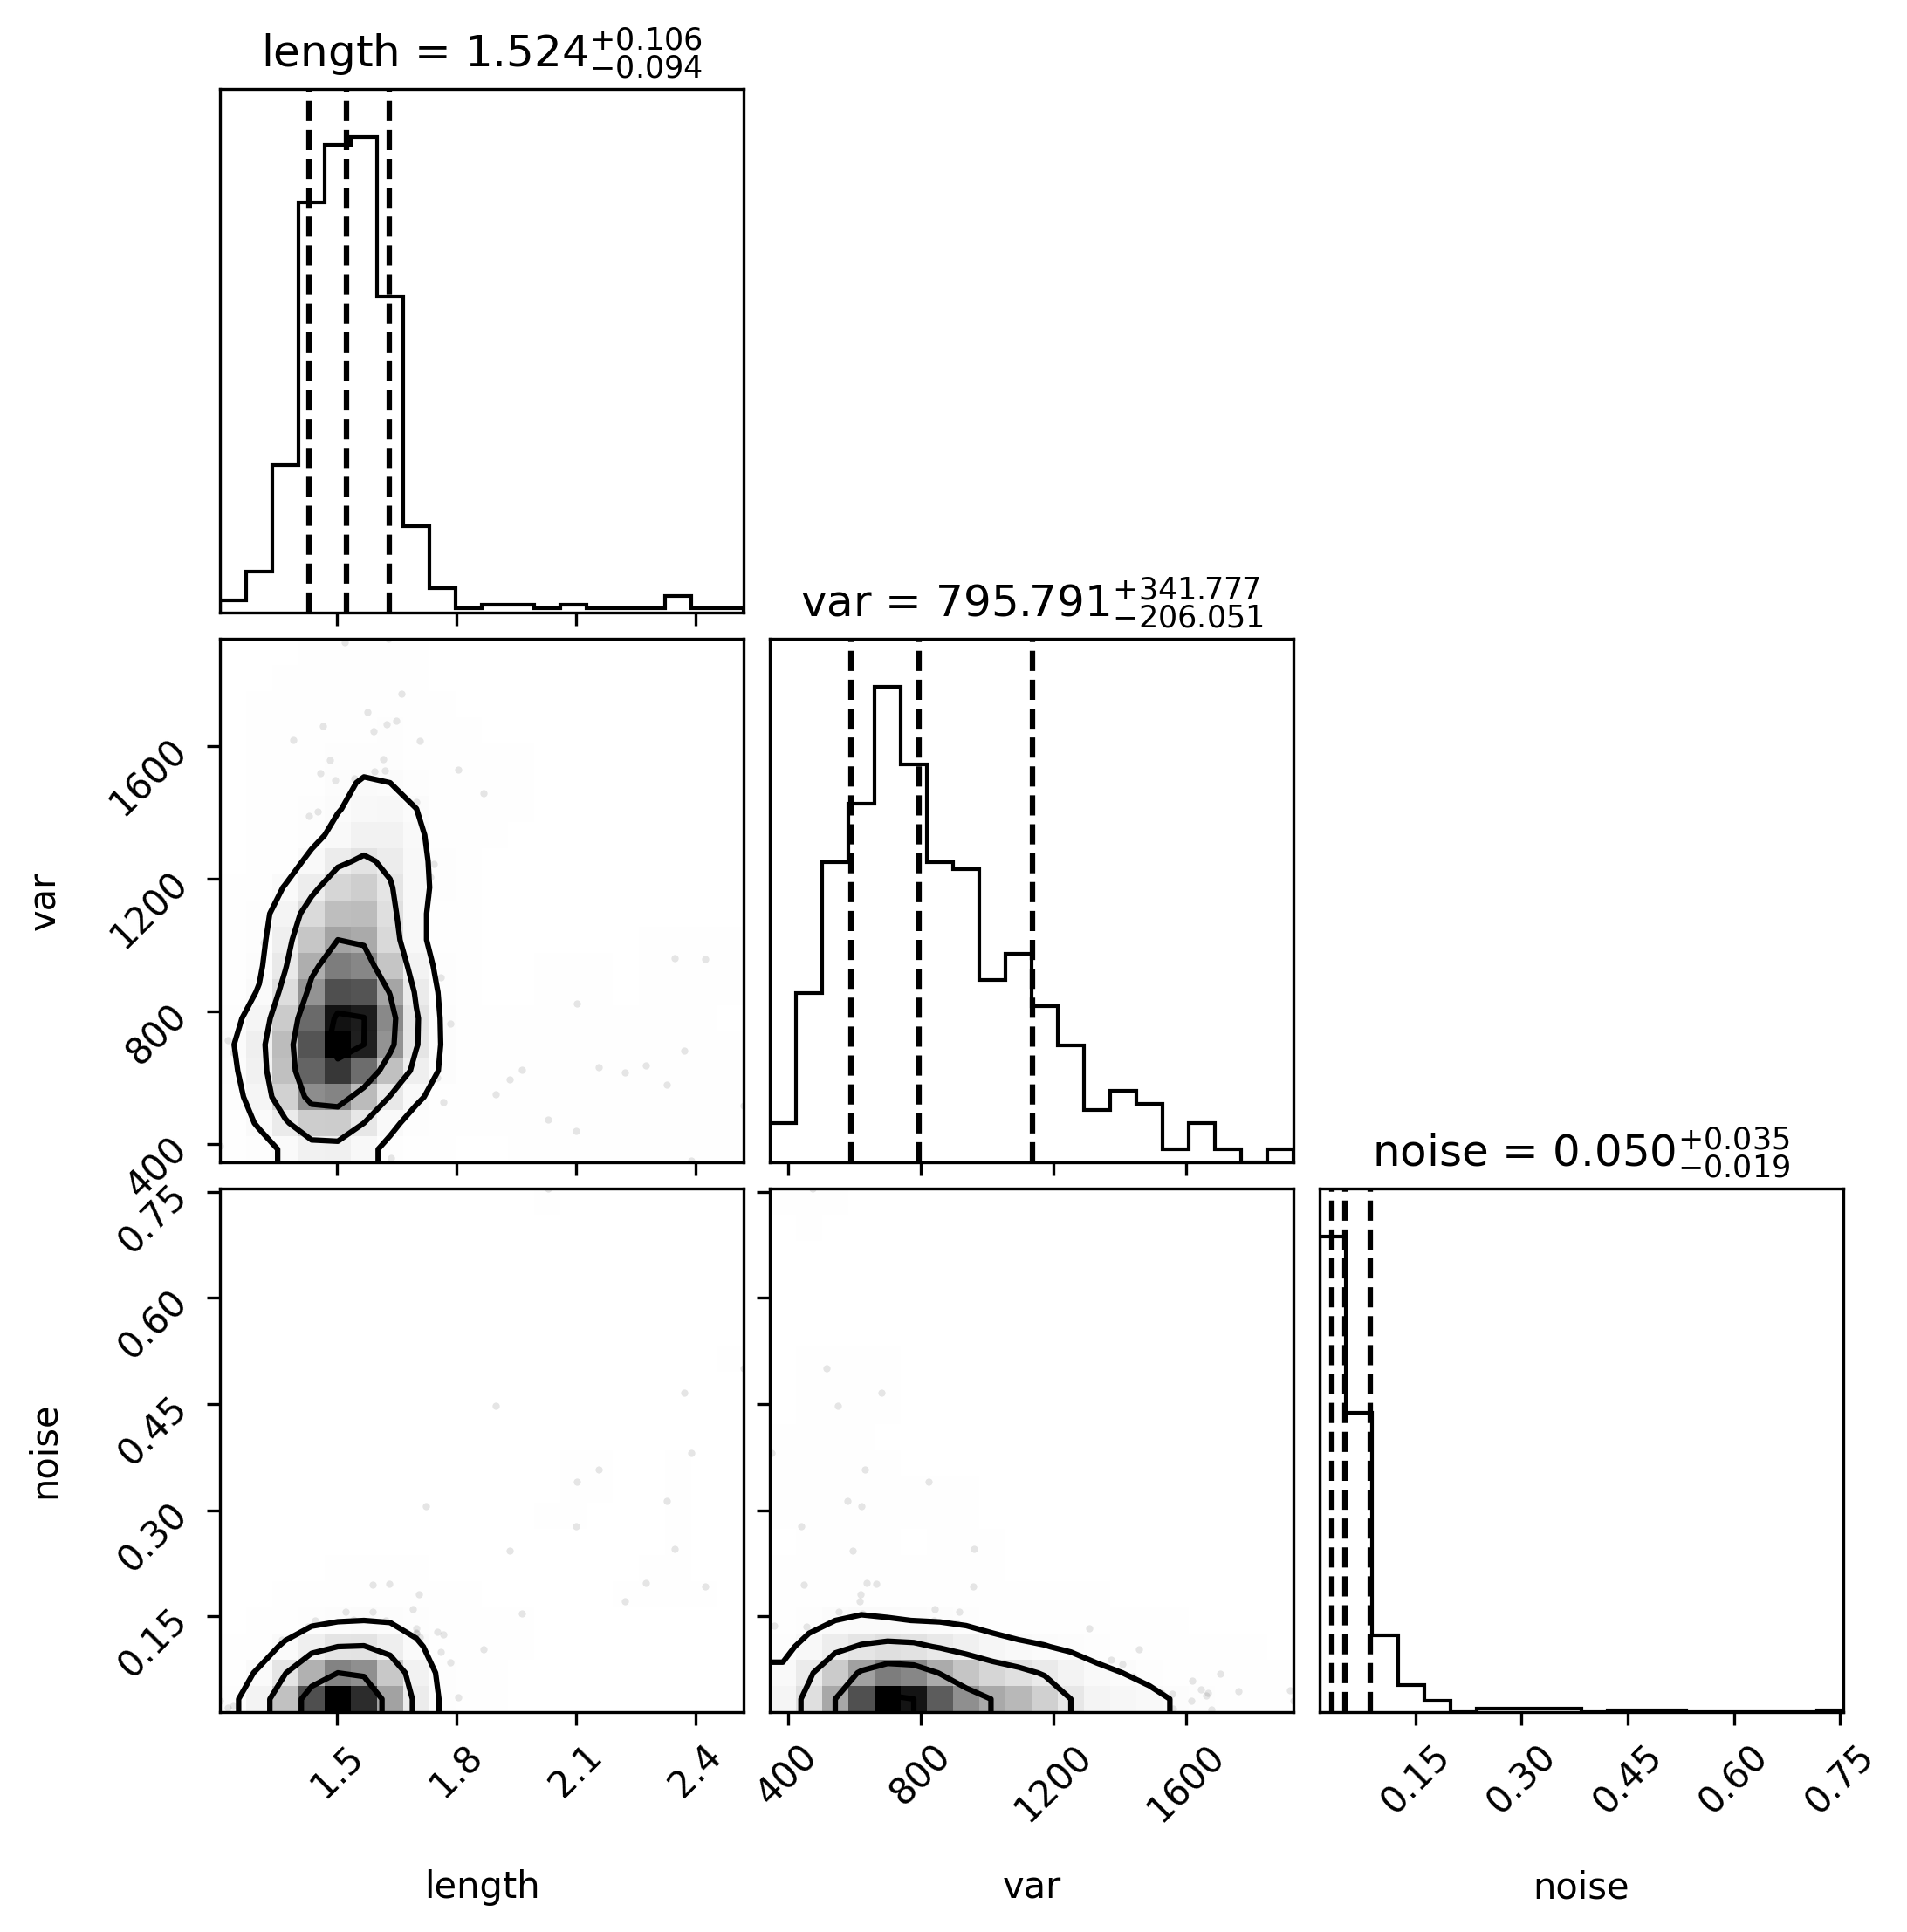 length = 1.524+0.106 −0.094
var = 795.791+341.777 −206.051
1600
1200
800
400
var
noise = 0.050+0.035 −0.019
0.75
0.60
0.45
0.30
0.15
noise
1.5 1.8 2.1 2.4 400 800 1200 1600 0.15 0.30 0.45 0.60 0.75
length var noise